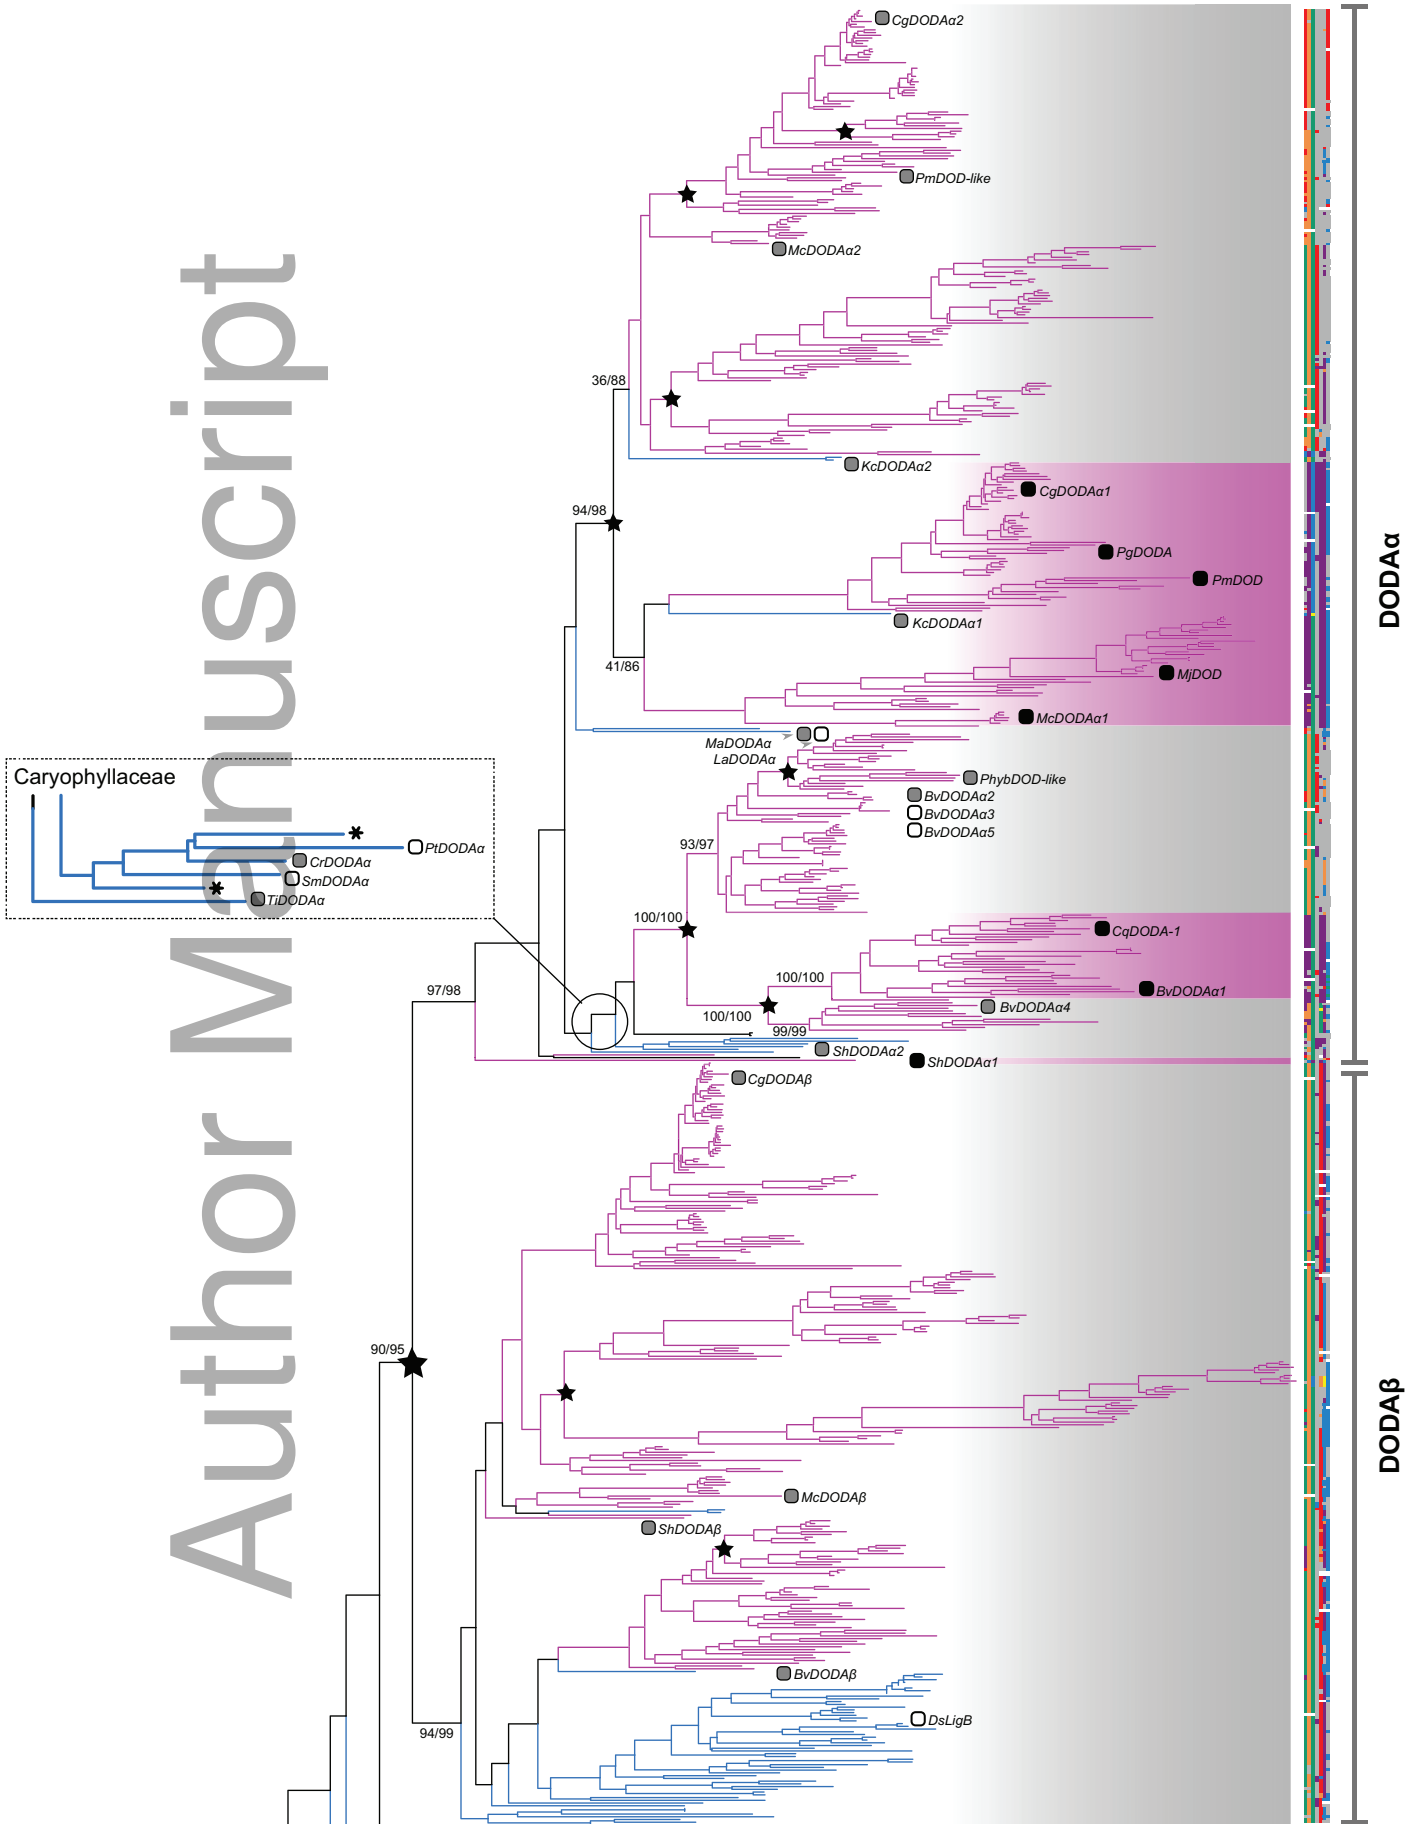 CgDODAα2
PmDOD-like
McDODAα2
36/88
KcDODAα2
CgDODAα1
94/98
PgDODA
PmDOD
KcDODAα1
41/86
MjDOD
McDODAα1
MaDODAα
LaDODAα
PhybDOD-like
BvDODAα2
BvDODAα3
BvDODAα5
93/97
Caryophyllaceae
*
PtDODAα
CrDODAα
SmDODAα
*
TiDODAα
100/100
CqDODA-1
100/100
97/98
BvDODAα1
BvDODAα4
100/100
99/99
ShDODAα2
ShDODAα1
CgDODAβ
90/95
McDODAβ
ShDODAβ
BvDODAβ
DsLigB
94/99
DODAα
DODAβ
Author Manuscript